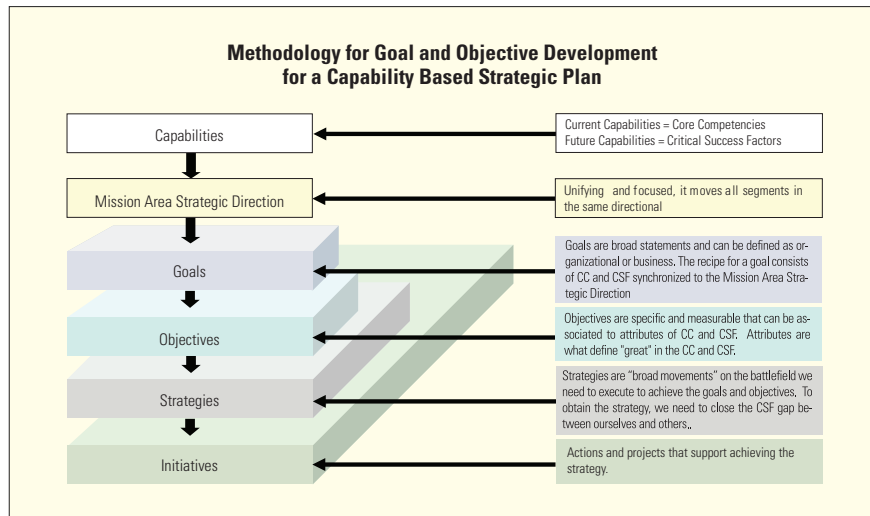 Methodology for Goal and Objective Development
for a Capability Based Strategic Plan
Capabilities
Current Capabilities = Core Competencies
Future Capabilities = Critical Success Factors
Mission Area Strategic Direction
Unifying and focused, it moves all segments in
the same directional
Goals
Goals are broad statements and can be defined as or-
ganizational or business. The recipe for a goal consists
of CC and CSF synchronized to the Mission Area Stra-
tegic Direction
Objectives
Objectives are specific and measurable that can be as-
sociated to attributes of CC and CSF. Attributes are
what define "great" in the CC and CSF.
Strategies
Strategies are "broad movements" on the battlefield we
need to execute to achieve the goals and objectives. To
obtain the strategy, we need to close the CSF gap be-
tween ourselves and others..
Initiatives
Actions and projects that support achieving the
strategy.